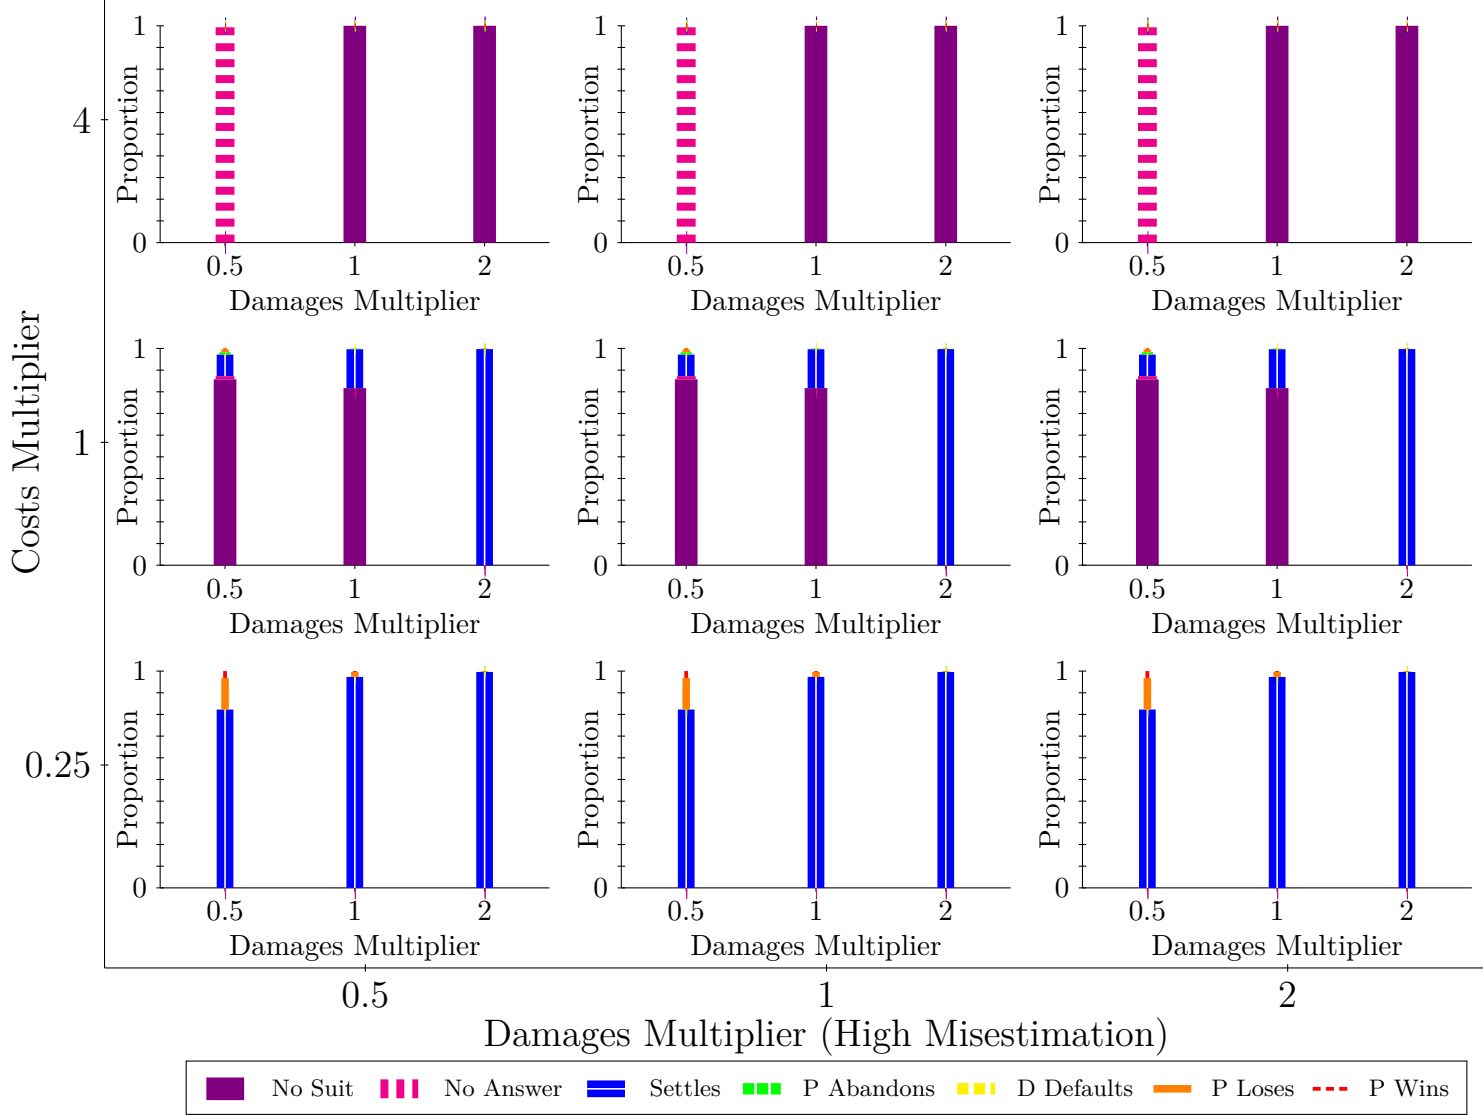 1
Proportion
0
0.5 1 2
Damages Multiplier
1
Proportion
0
0.5 1 2
Damages Multiplier
1
Proportion
0
0.5 1 2
Damages Multiplier
4
1
Proportion
0
0.5 1 2
Damages Multiplier
1
Proportion
0
0.5 1 2
Damages Multiplier
1
Proportion
0
0.5 1 2
Damages Multiplier
1
Costs Multiplier
1
Proportion
0
0.5 1 2
Damages Multiplier
1
Proportion
0
0.5 1 2
Damages Multiplier
1
Proportion
0
0.5 1 2
Damages Multiplier
0.25
0.5 1 2
Damages Multiplier (High Misestimation)
No Suit No Answer Settles P Abandons D Defaults P Loses P Wins